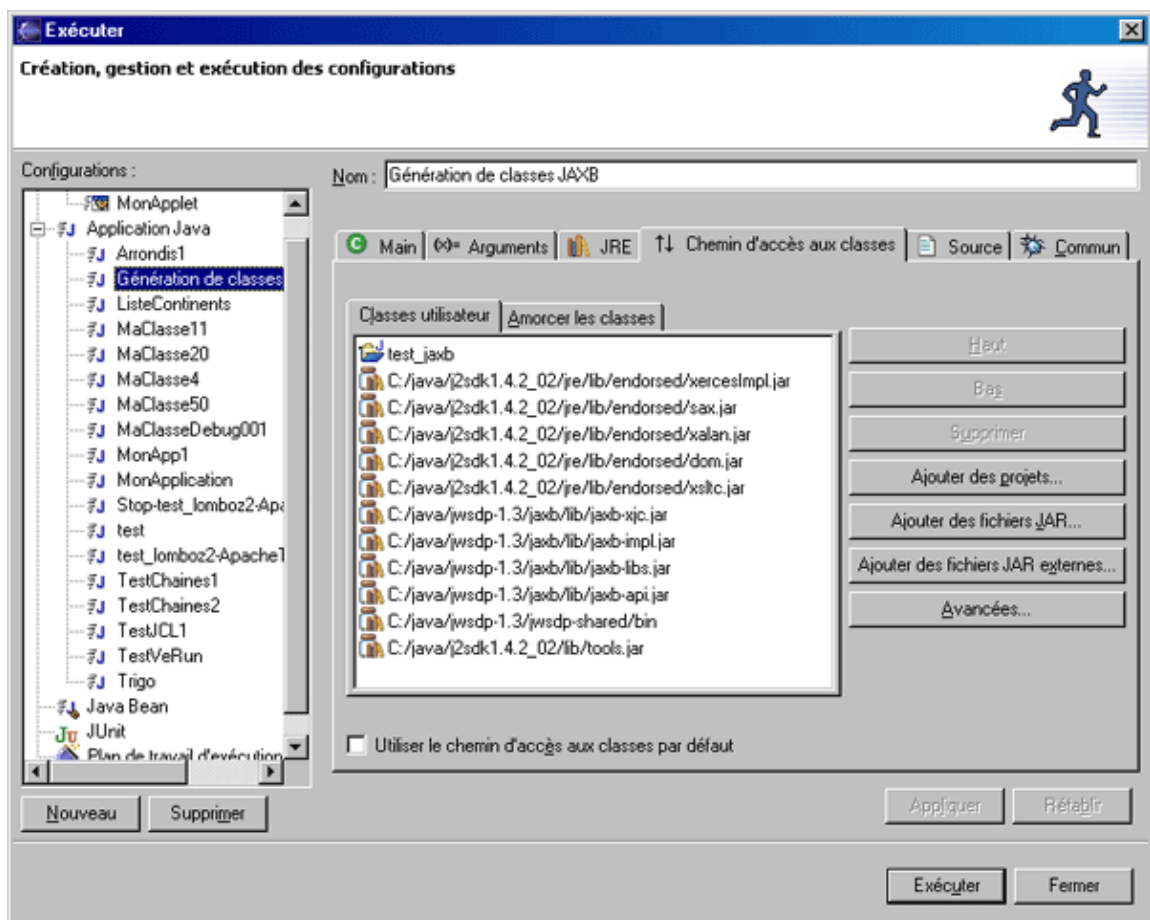 Exécuter
Création, gestion et exécution des configurations
Configurations :
MonApplet
Application Java
Arrondis1
Génération de classes
ListeContinents
MaClasse11
MaClasse20
MaClasse4
MaClasse50
MaClasseDebug001
MonApp1
MonApplication
Stop-test_lomboz2-Apa
test
test_lomboz2-ApacheT
TestChaines1
TestChaines2
TestJCL1
TestVeRun
Trigo
Java Bean
JUnit
Plan de travail d'exécution
Nouveau Supprimer
Nom : Génération de classes JAXB
Main (x)= Arguments JRE Chemin d'accès aux classes Source Commun
Classes utilisateur Amorcer les classes
test_jaxb
C:/java/j2sdk1.4.2_02/jre/lib/endorsed/xercesImpl.jar
C:/java/j2sdk1.4.2_02/jre/lib/endorsed/sax.jar
C:/java/j2sdk1.4.2_02/jre/lib/endorsed/xalan.jar
C:/java/j2sdk1.4.2_02/jre/lib/endorsed/dom.jar
C:/java/j2sdk1.4.2_02/jre/lib/endorsed/xsltc.jar
C:/java/jwsdp-1.3/jaxb/lib/jaxb-xjc.jar
C:/java/jwsdp-1.3/jaxb/lib/jaxb-impl.jar
C:/java/jwsdp-1.3/jaxb/lib/jaxb-libs.jar
C:/java/jwsdp-1.3/jaxb/lib/jaxb-api.jar
C:/java/jwsdp-1.3/jwsdp-shared/bin
C:/java/j2sdk1.4.2_02/lib/tools.jar
Haut
Bas
Supprimer
Ajouter des projets...
Ajouter des fichiers JAR...
Ajouter des fichiers JAR externes...
Avancées...
Utiliser le chemin d'accès aux classes par défaut
Appliquer Rétablir
Exécuter Fermer